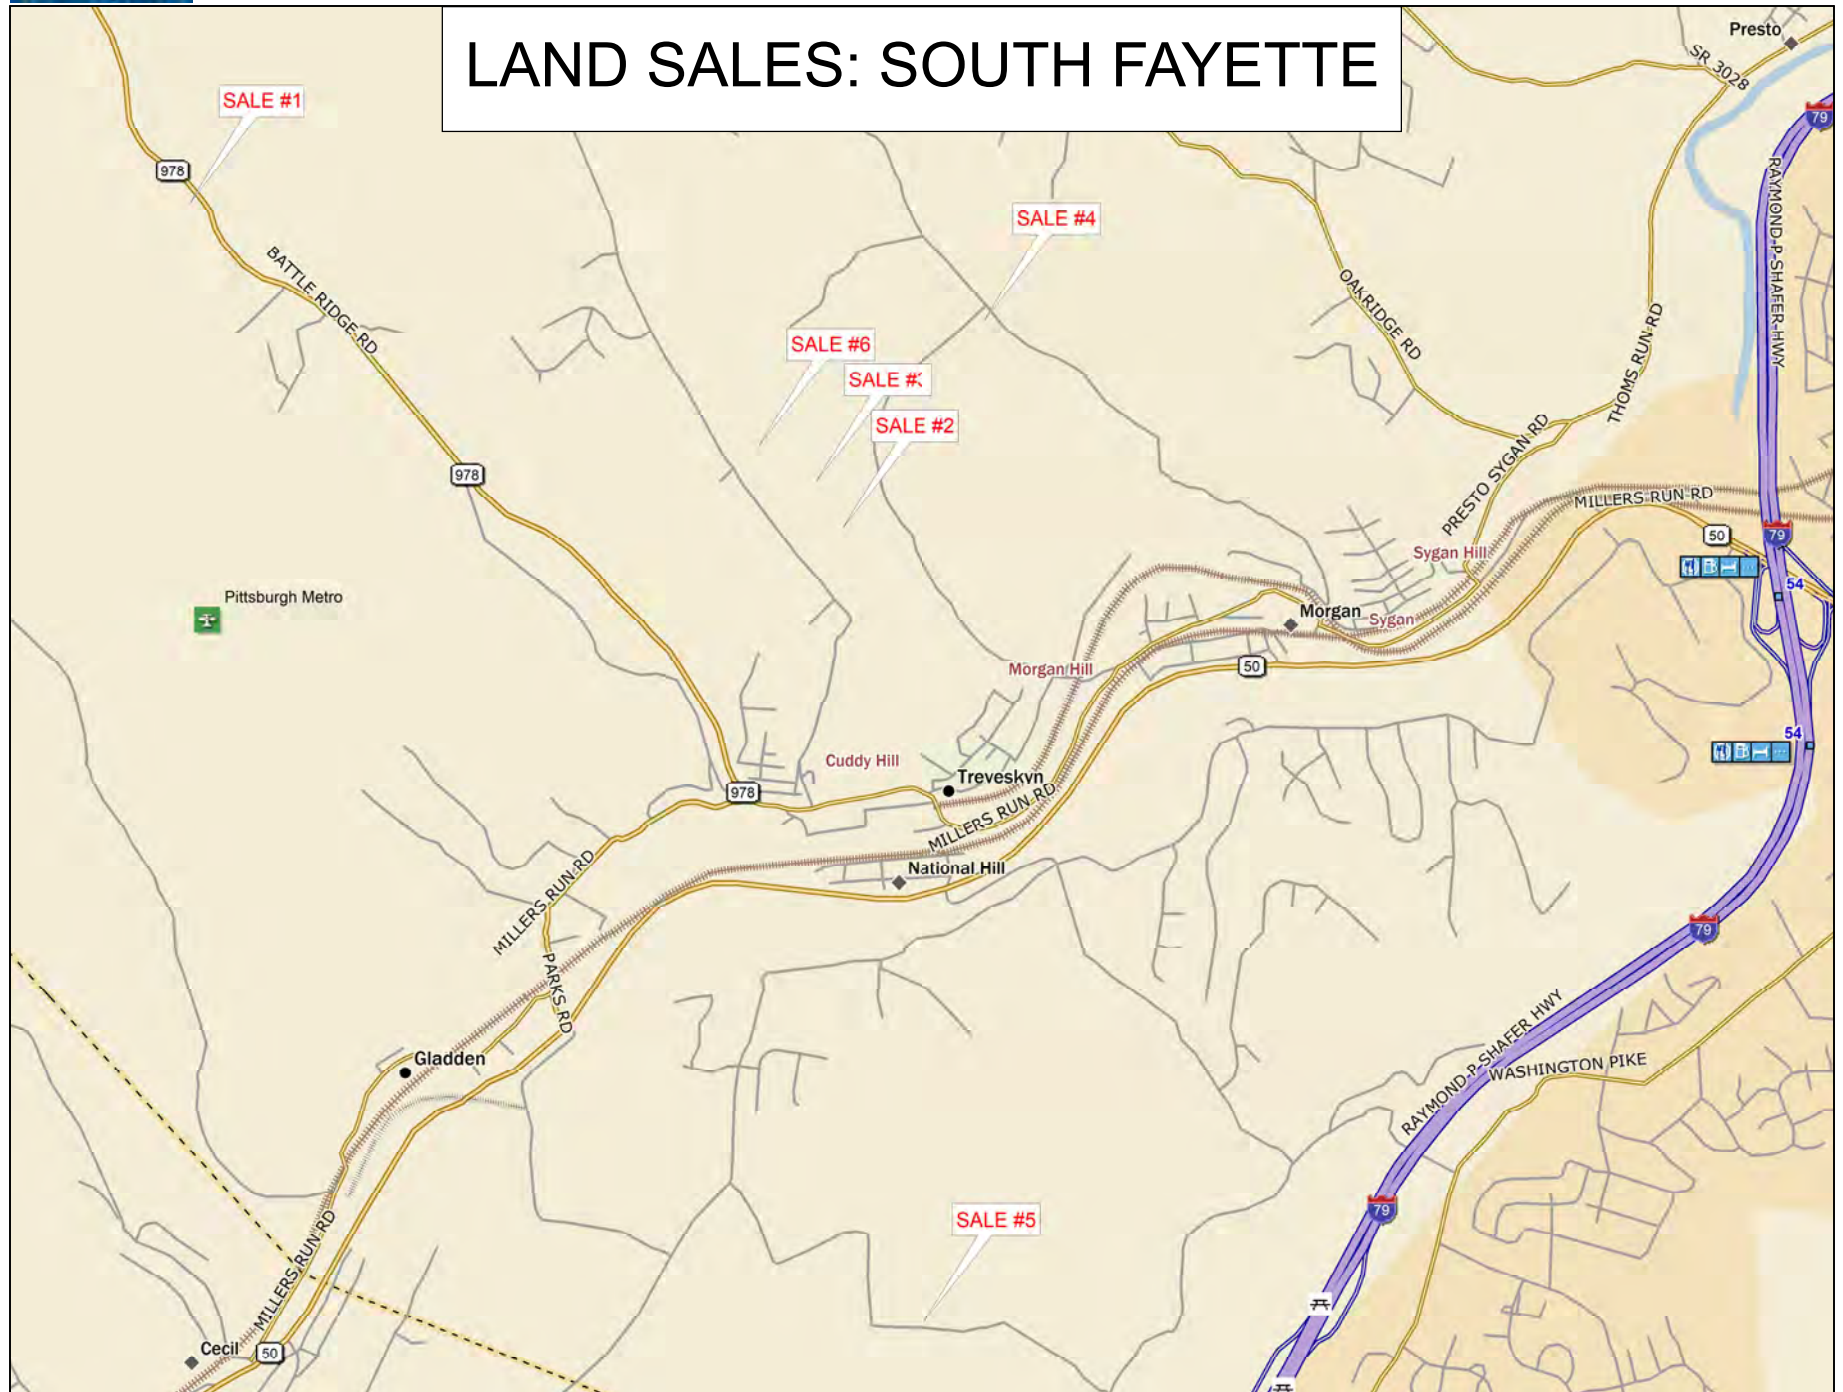 LAND SALES: SOUTH FAYETTE
Presto
SR 3028
SALE #1
79
978
RAYMOND P SHAFER HWY
SALE #4
BATTLE RIDGE RD
OAKRIDGE RD
THOMS RUN RD
SALE #6
SALE #
SALE #2
PRESTO SYGAN RD
978
MILLERS RUN RD
50
79
Sygan Hill
54
Pittsburgh Metro
Morgan
Sygan
Morgan Hill
50
54
Cuddy Hill
Treveskyn
978
MILLERS RUN RD
National Hill
MILLERS RUN RD
79
PARKS RD
RAYMOND P SHAFER HWY
Gladden
WASHINGTON PIKE
79
SALE #5
MILLERS RUN RD
Cecil
50